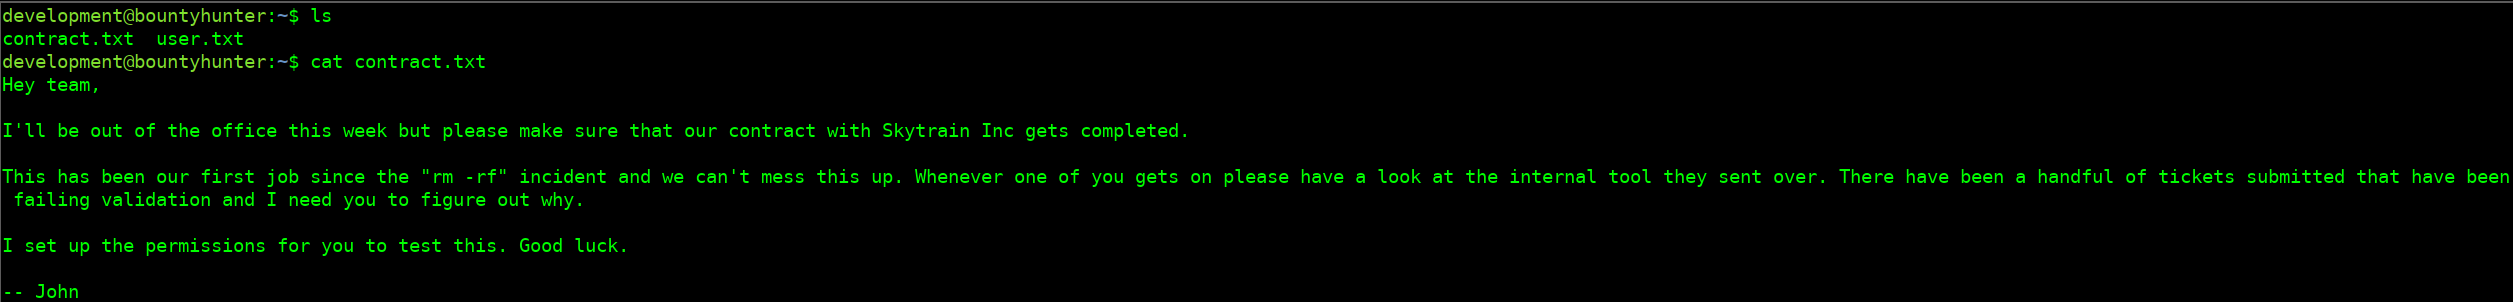 development@bountyhunter:~$ ls
contract.txt  user.txt
development@bountyhunter:~$ cat contract.txt
Hey team,
I'll be out of the office this week but please make sure that our contract with Skytrain Inc gets completed.
This has been our first job since the "rm -rf" incident and we can't mess this up. Whenever one of you gets on please have a look at the internal tool they sent over. There have been a handful of tickets submitted that have been
 failing validation and I need you to figure out why.
I set up the permissions for you to test this. Good luck.
-- John